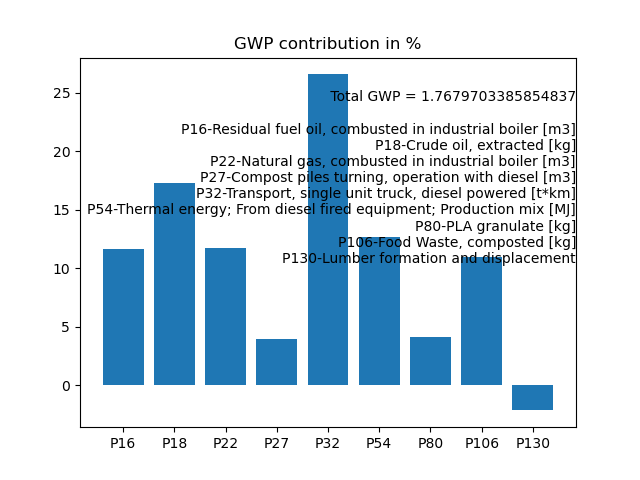 GWP contribution in %
Total GWP = 1.7679703385854837
P16-Residual fuel oil, combusted in industrial boiler [m3]
P18-Crude oil, extracted [kg]
P22-Natural gas, combusted in industrial boiler [m3]
P27-Compost piles turning, operation with diesel [m3]
P32-Transport, single unit truck, diesel powered [t*km]
P54-Thermal energy; From diesel fired equipment; Production mix [MJ]
P80-PLA granulate [kg]
P106-Food Waste, composted [kg]
P130-Lumber formation and displacement
25
20
15
10
5
0
P16 P18 P22 P27 P32 P54 P80 P106 P130